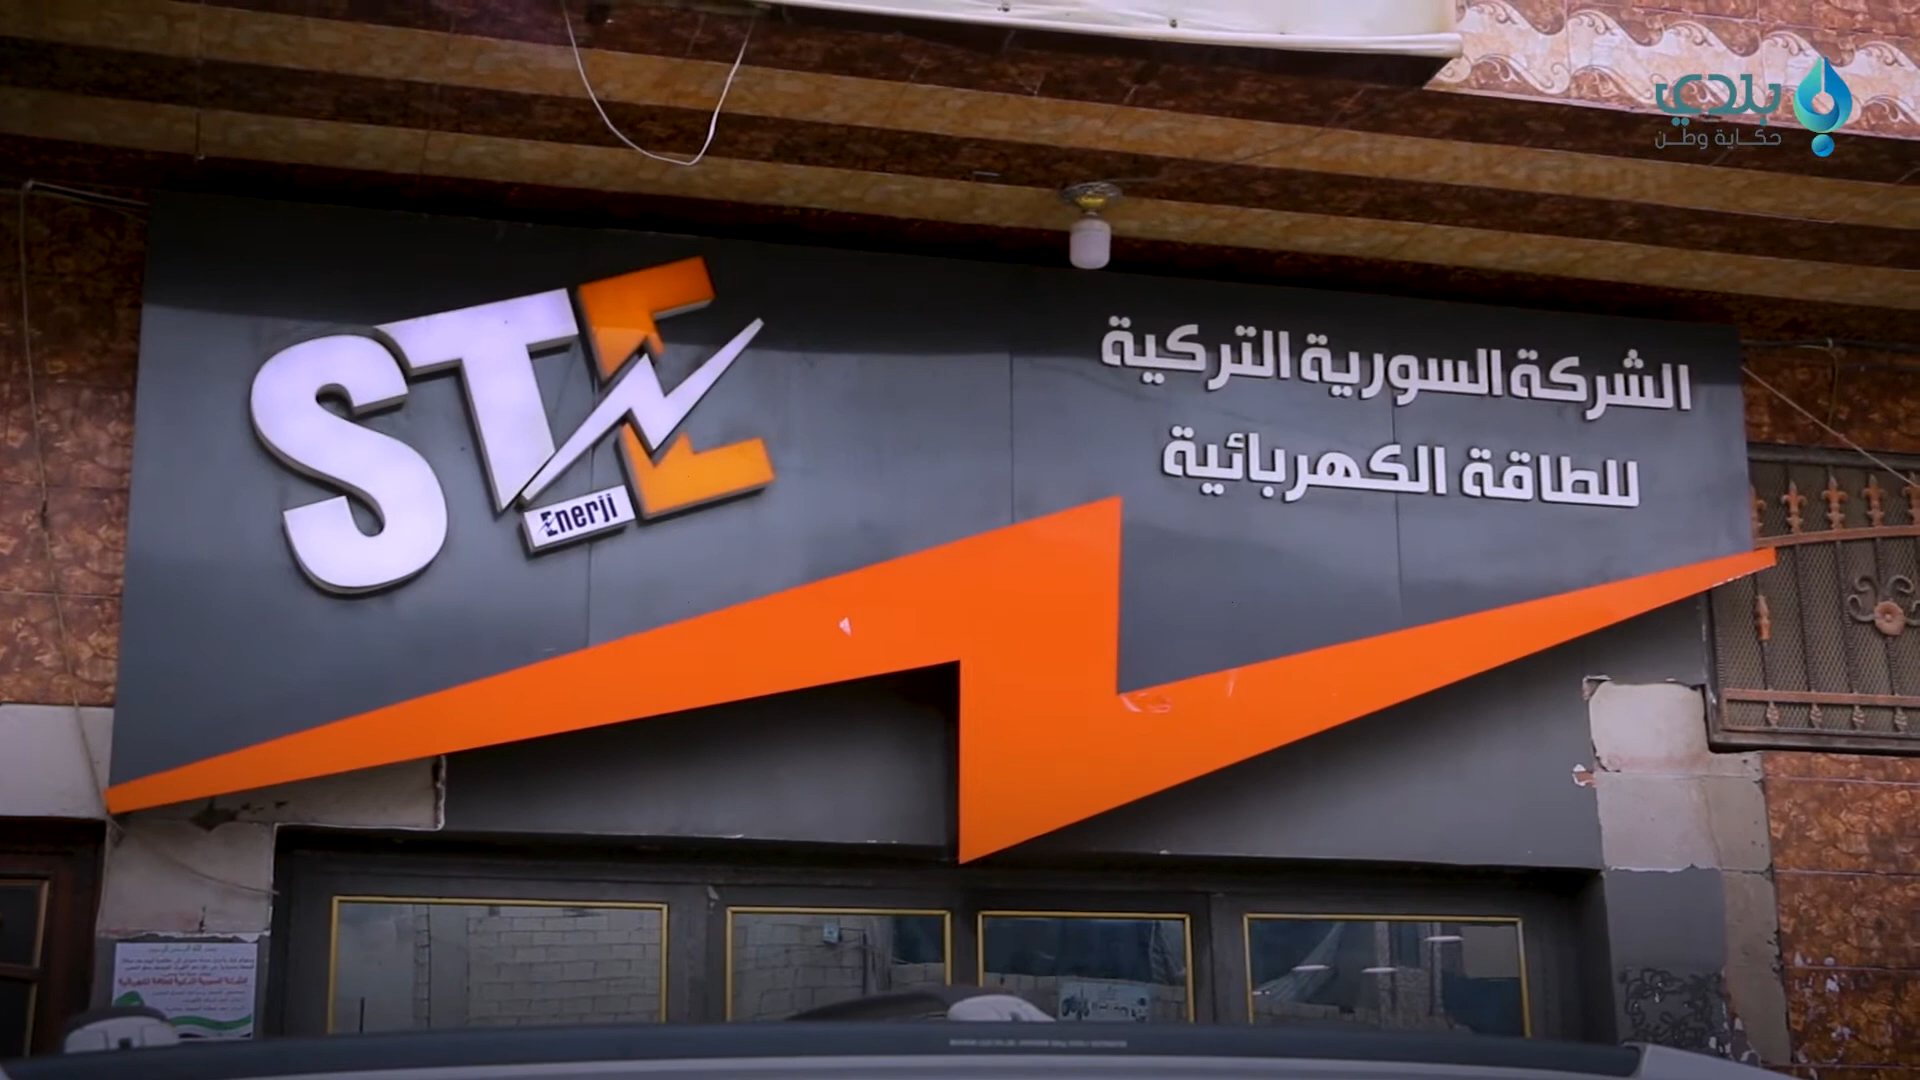 بلدي
حكاية وطن
STE
Enerji
الشركة السورية التركية
للطاقة الكهربائية